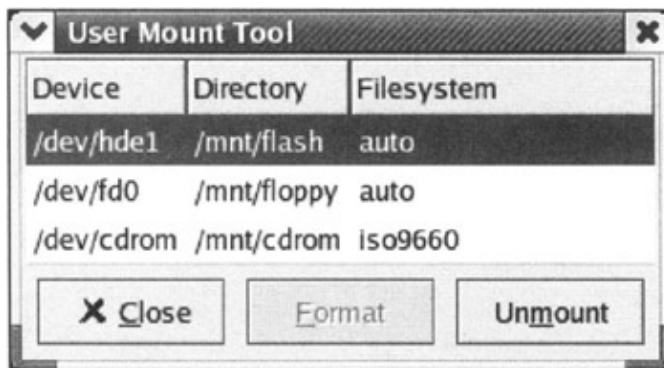 User Mount Tool
Device Directory Filesystem
/dev/hde1 /mnt/flash auto
/dev/fd0 /mnt/floppy auto
/dev/cdrom /mnt/cdrom iso9660
Close Format Unmount